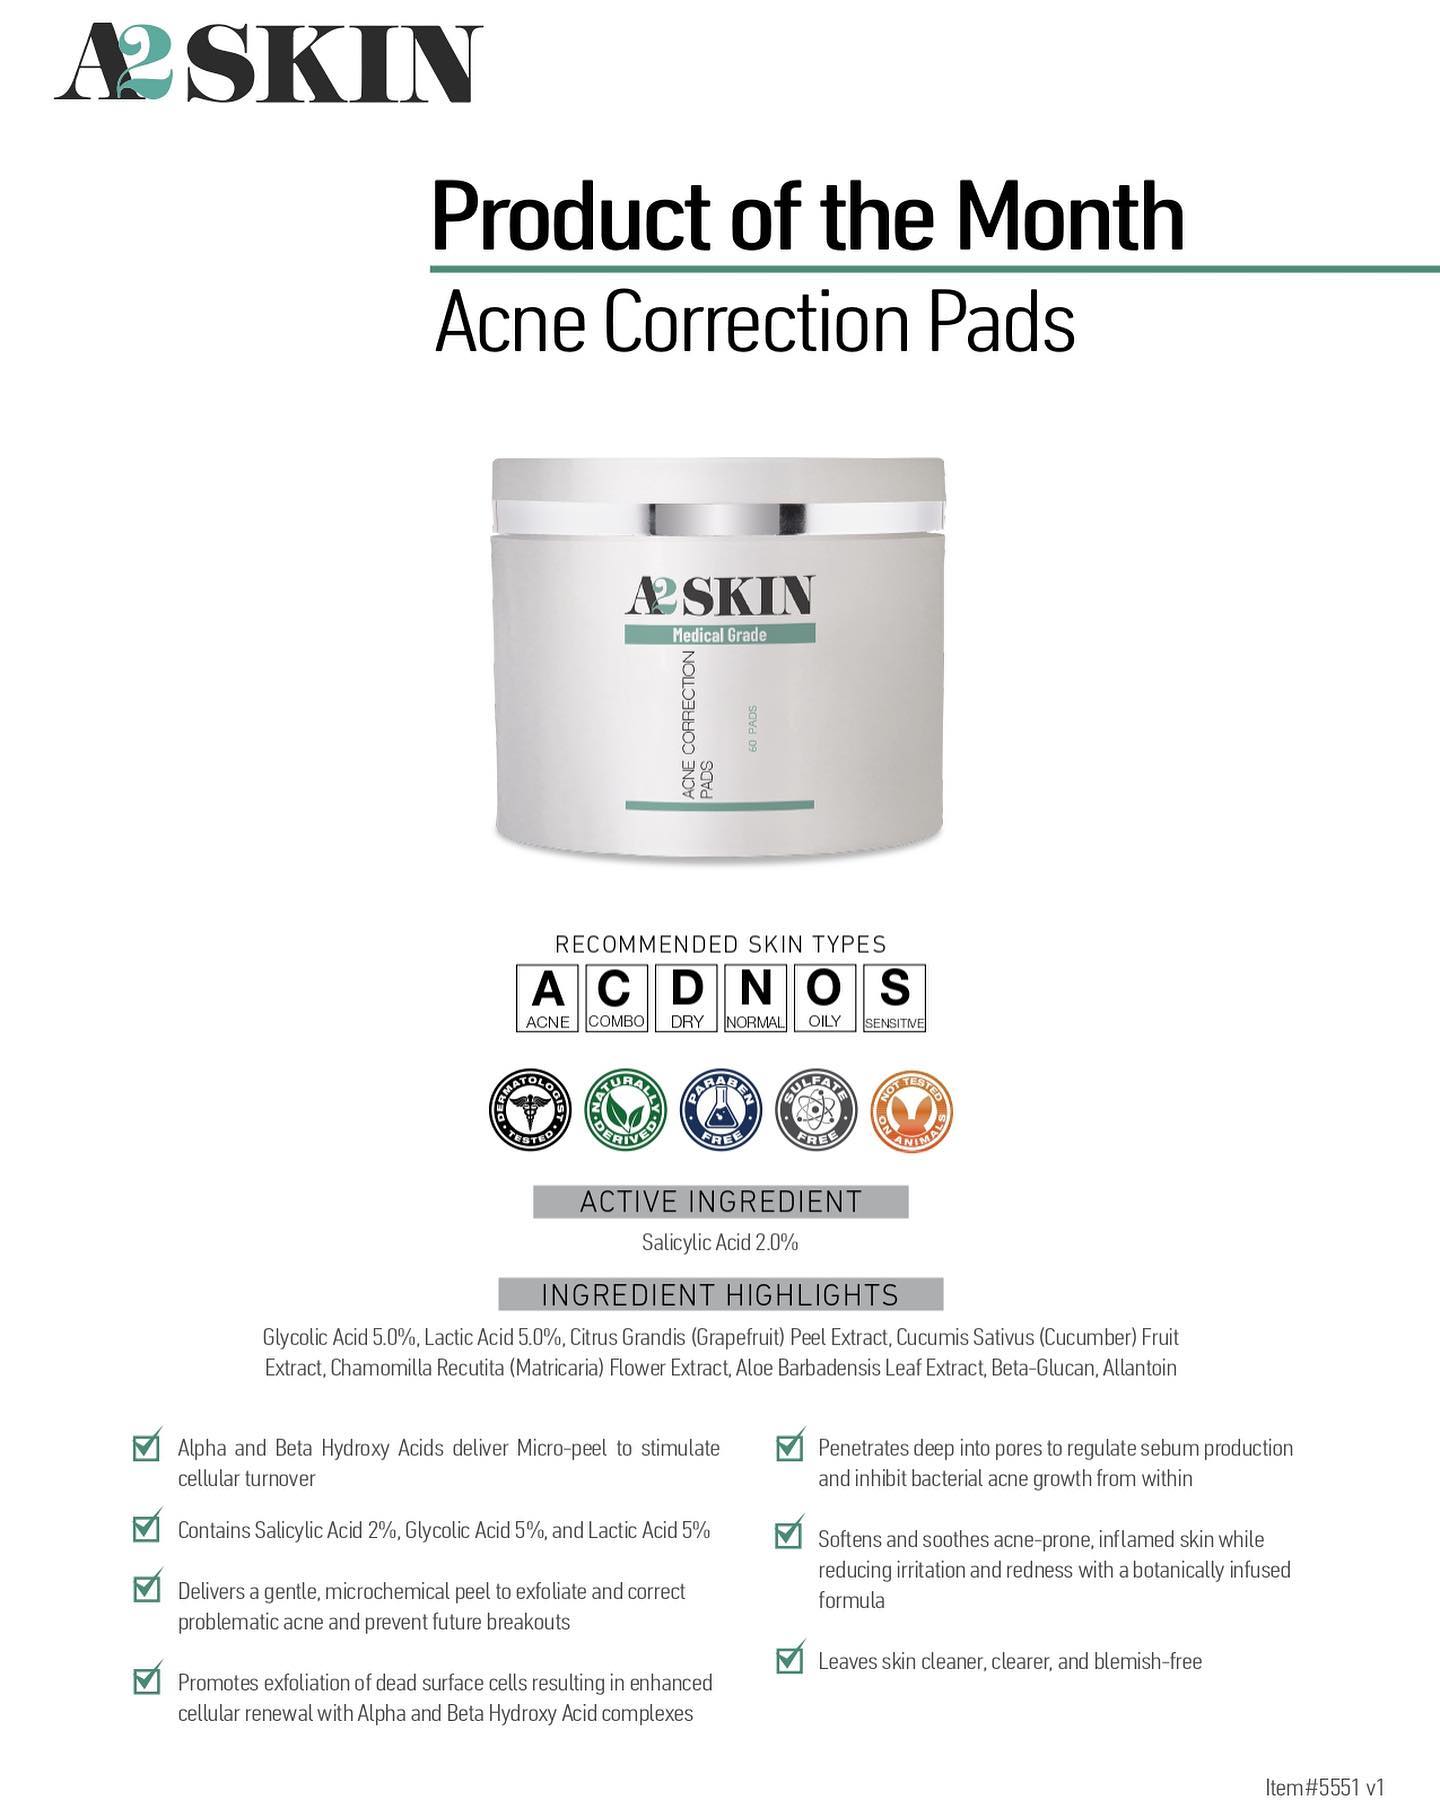 A2 SKIN
Product of the Month
Acne Correction Pads
A2 SKIN
Medical Grade
ACNE CORRECTION
PADS
60 PADS
RECOMMENDED SKIN TYPES
A C D N O S
ACNE COMBO DRY NORMAL OILY SENSITIVE
DERMATOLOGIST · TESTED ·
NATURALLY · DERIVED ·
PARABEN · FREE ·
SULFATE · FREE ·
NOT TESTED ON ANIMALS
ACTIVE INGREDIENT
Salicylic Acid 2.0%
INGREDIENT HIGHLIGHTS
Glycolic Acid 5.0%, Lactic Acid 5.0%, Citrus Grandis (Grapefruit) Peel Extract, Cucumis Sativus (Cucumber) Fruit
Extract, Chamomilla Recutita (Matricaria) Flower Extract, Aloe Barbadensis Leaf Extract, Beta-Glucan, Allantoin
Alpha and Beta Hydroxy Acids deliver Micro-peel to stimulate
cellular turnover
Contains Salicylic Acid 2%, Glycolic Acid 5%, and Lactic Acid 5%
Delivers a gentle, microchemical peel to exfoliate and correct
problematic acne and prevent future breakouts
Promotes exfoliation of dead surface cells resulting in enhanced
cellular renewal with Alpha and Beta Hydroxy Acid complexes
Penetrates deep into pores to regulate sebum production
and inhibit bacterial acne growth from within
Softens and soothes acne-prone, inflamed skin while
reducing irritation and redness with a botanically infused
formula
Leaves skin cleaner, clearer, and blemish-free
Item#5551 v1